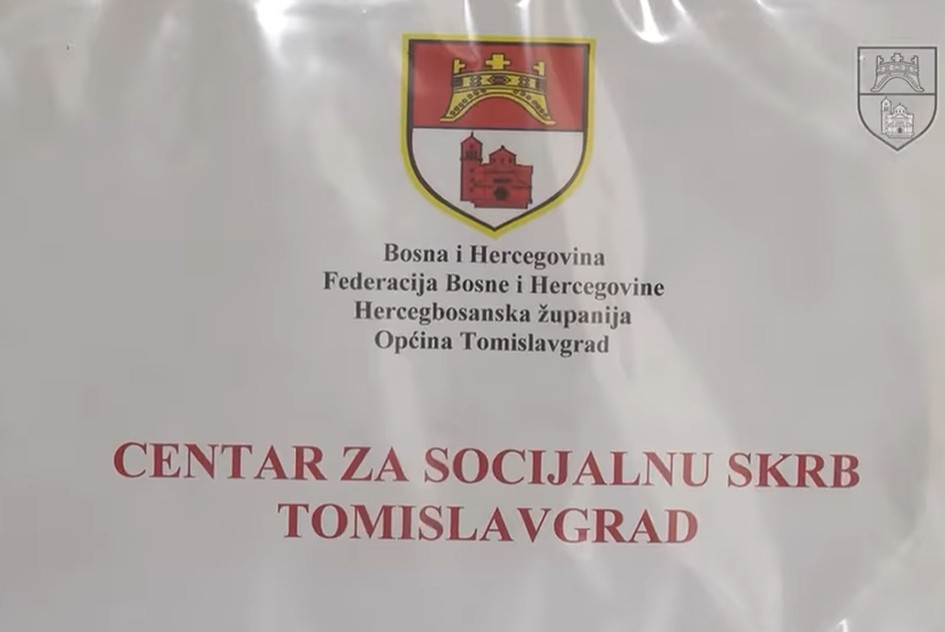 Bosna i Hercegovina
Federacija Bosne i Hercegovine
Hercegbosanska županija
Općina Tomislavgrad
CENTAR ZA SOCIJALNU SKRB
TOMISLAVGRAD